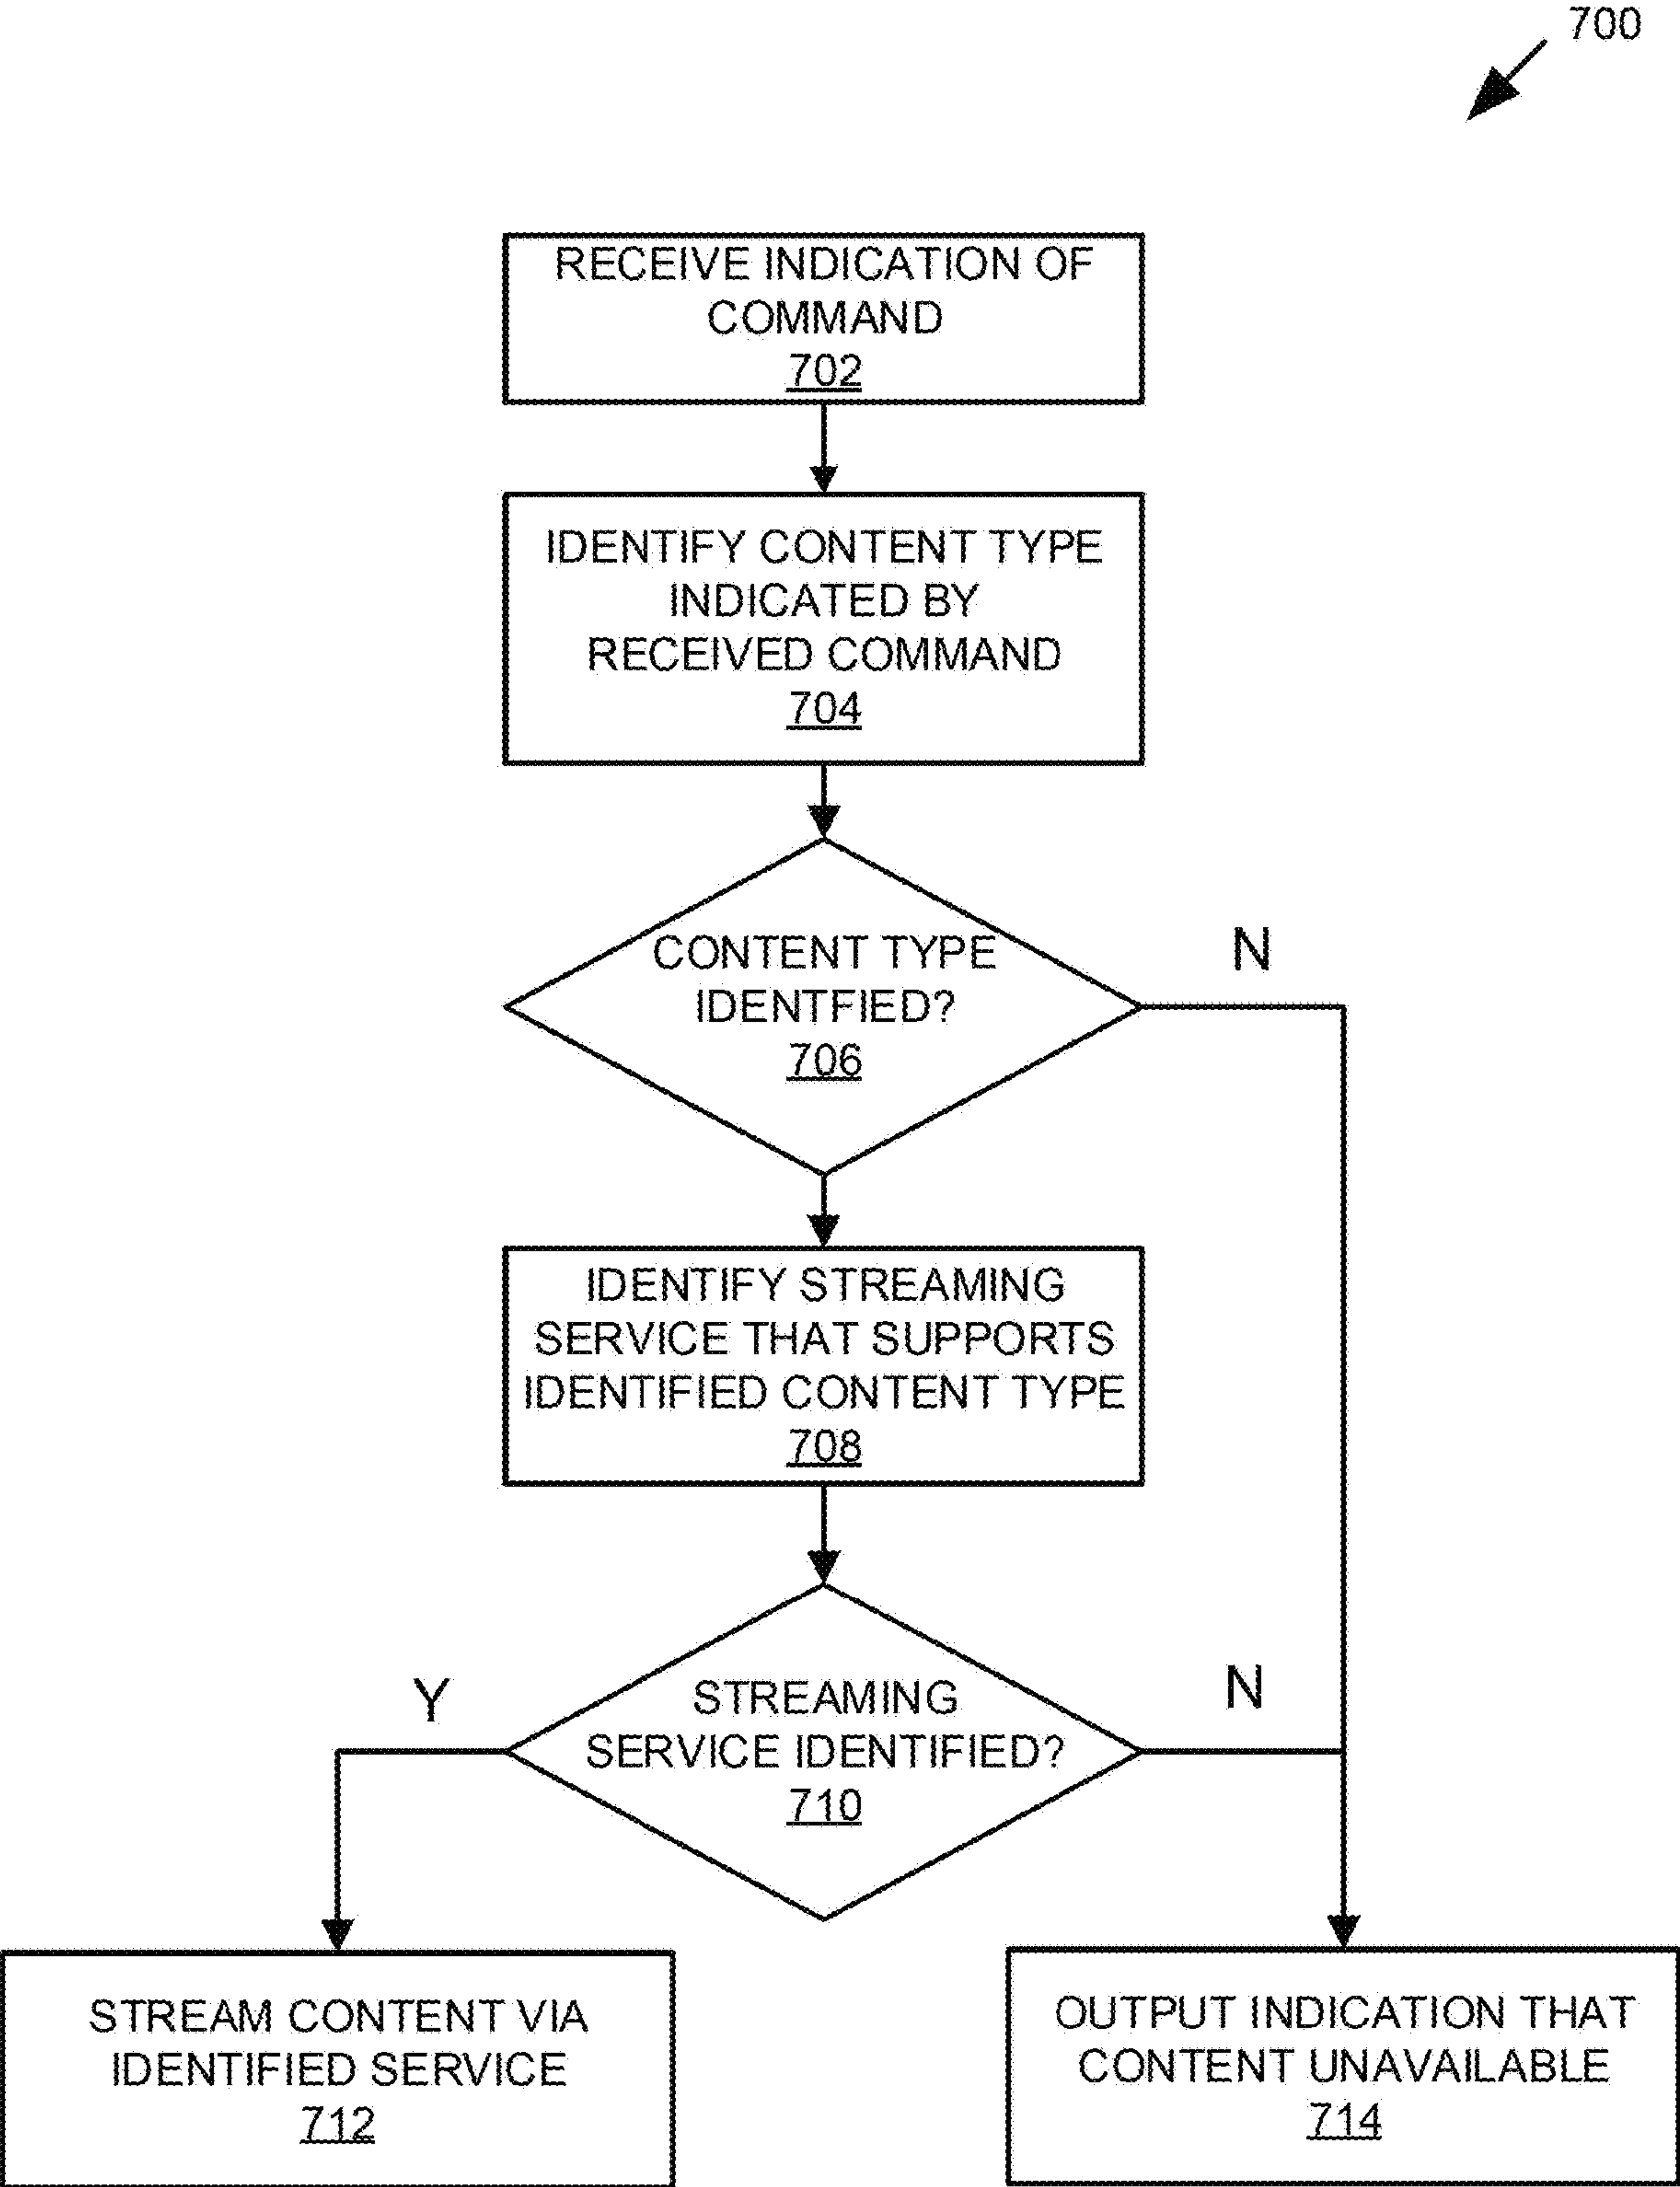 700
RECEIVE INDICATION OF
COMMAND
702
IDENTIFY CONTENT TYPE
INDICATED BY
RECEIVED COMMAND
704
CONTENT TYPE
IDENTFIED?
706
N
IDENTIFY STREAMING
SERVICE THAT SUPPORTS
IDENTIFIED CONTENT TYPE
708
Y
STREAMING
SERVICE IDENTIFIED?
710
N
STREAM CONTENT VIA
IDENTIFIED SERVICE
712
OUTPUT INDICATION THAT
CONTENT UNAVAILABLE
714